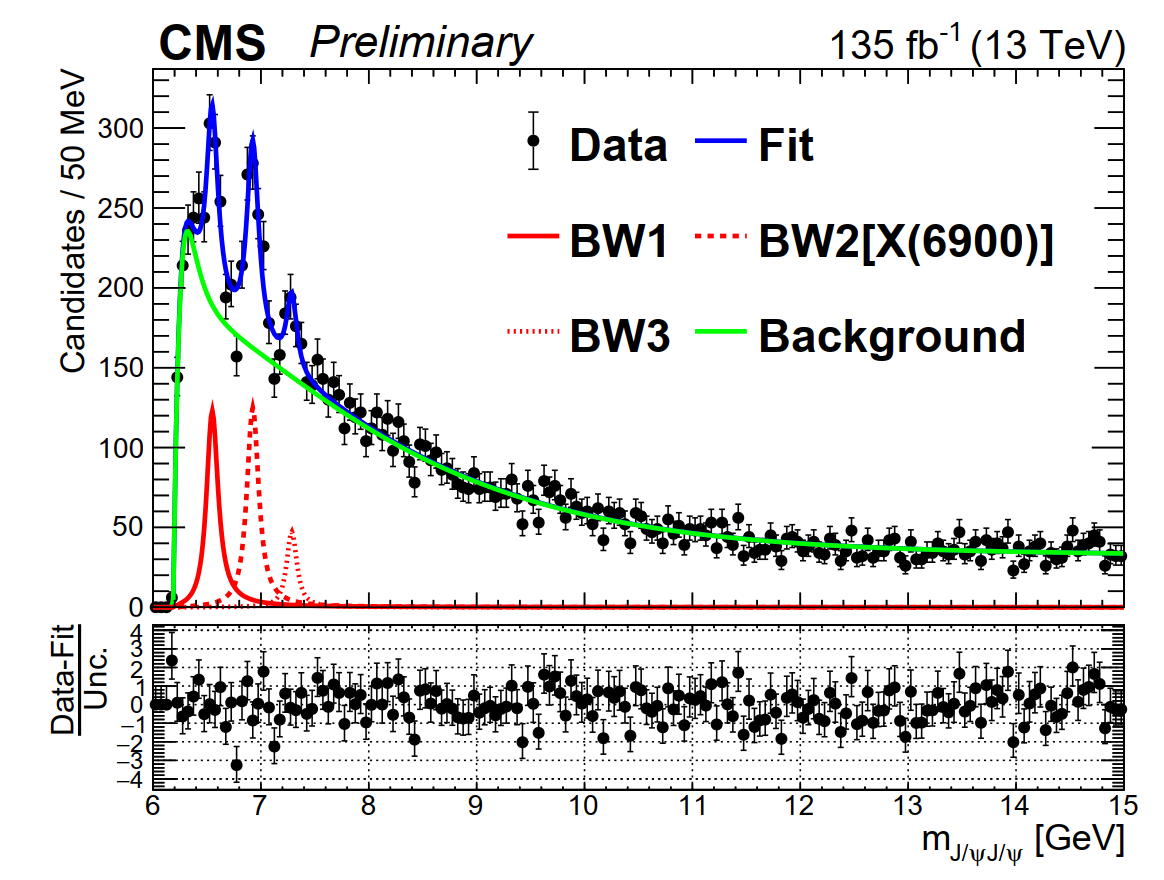 CMS Preliminary 135 fb⁻¹ (13 TeV)
Candidates / 50 MeV
300
250
200
150
100
50
0
Data Fit
BW1 BW2[X(6900)]
BW3 Background
Data-Fit
Unc.
4
3
2
1
0
−1
−2
−3
−4
6 7 8 9 10 11 12 13 14 15
m_J/ψJ/ψ [GeV]